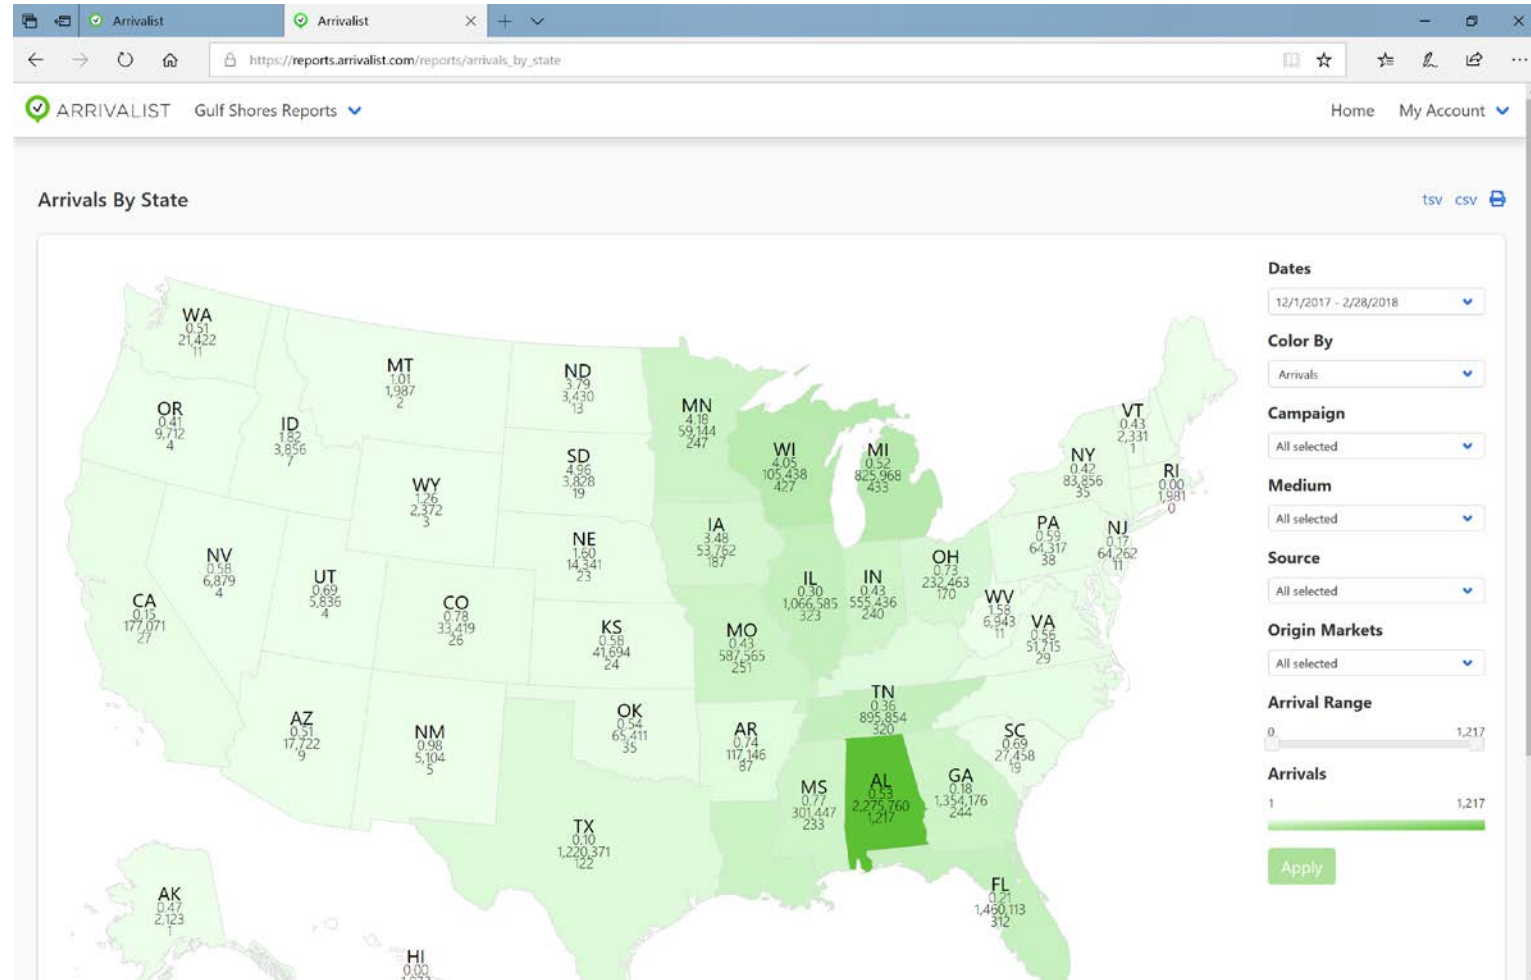 Arrivalist
Arrivalist
https://reports.arrivalist.com/reports/arrivals_by_state
ARRIVALIST
Gulf Shores Reports
Home
My Account
Arrivals By State
tsv csv
WA
0.51
21,422
11
MT
1.01
1,987
2
ND
3.79
3,430
13
MN
4.18
59,144
247
OR
0.41
9,712
4
ID
1.82
3,856
7
WI
4.05
105,438
427
MI
0.52
825,968
433
VT
0.43
2,331
1
NY
0.42
83,856
35
RI
0.00
1,981
0
SD
4.96
3,828
19
WY
1.26
2,372
3
NE
1.60
14,341
23
IA
3.48
53,762
187
PA
0.59
64,317
38
NJ
0.17
64,262
11
OH
0.73
232,463
170
NV
0.58
6,879
4
UT
0.69
5,836
4
CA
0.15
177,071
27
CO
0.78
33,419
26
IL
0.30
1,066,585
323
IN
0.43
555,436
240
WV
1.58
6,943
11
VA
0.56
51,715
29
KS
0.58
41,694
24
MO
0.43
587,565
251
TN
0.36
895,854
320
AZ
0.51
17,722
9
NM
0.98
5,104
5
OK
0.54
65,411
35
AR
0.74
117,146
87
SC
0.69
27,458
19
MS
0.77
301,447
233
AL
0.53
2,275,760
1,217
GA
0.18
1,354,176
244
TX
0.10
1,220,371
122
FL
0.21
1,460,113
312
AK
0.47
2,123
1
HI
0.00
Dates
12/1/2017 - 2/28/2018
Color By
Arrivals
Campaign
All selected
Medium
All selected
Source
All selected
Origin Markets
All selected
Arrival Range
0 1,217
Arrivals
1 1,217
Apply